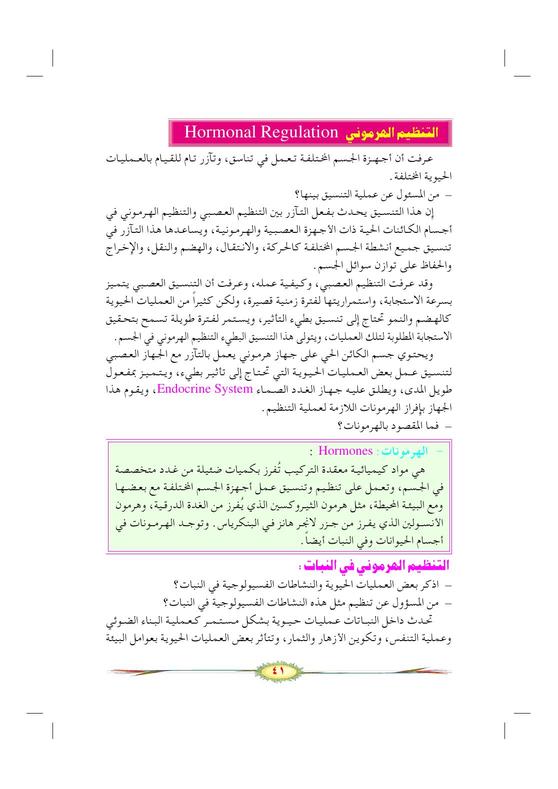 التنظيم الهرموني Hormonal Regulation
عرفت أن أجهزة الجسم المختلفة تعمل في تناسق، وتآزر تام للقيام بالعمليات
الحيوية المختلفة.
– من المسئول عن عملية التنسيق بينها؟
إن هذا التنسيق يحدث بفعل التآزر بين التنظيم العصبي والتنظيم الهرموني في
أجسام الكائنات الحية ذات الأجهزة العصبية والهرمونية، ويساعدها هذا التآزر في
تنسيق جميع أنشطة الجسم المختلفة كالحركة، والانتقال، والهضم والنقل، والإخراج
والحفاظ على توازن سوائل الجسم.
وقد عرفت التنظيم العصبي، وكيفية عمله، وعرفت أن التنسيق العصبي يتميز
بسرعة الاستجابة، واستمراريتها لفترة زمنية قصيرة، ولكن كثيراً من العمليات الحيوية
كالهضم والنمو تحتاج إلى تنسيق بطيء التأثير، ويستمر لفترة طويلة تسمح بتحقيق
الاستجابة المطلوبة لتلك العمليات، ويتولى هذا التنسيق البطيء التنظيم الهرموني في الجسم.
ويحتوي جسم الكائن الحي على جهاز هرموني يعمل بالتآزر مع الجهاز العصبي
لتنسيق عمل بعض العمليات الحيوية التي تحتاج إلى تأثير بطيء، ويتميز بمفعول
طويل المدى، ويطلق عليه جهاز الغدد الصماء Endocrine System، ويقوم هذا
الجهاز بإفراز الهرمونات اللازمة لعملية التنظيم.
– فما المقصود بالهرمونات؟
– الهرمونات: Hormones :
هي مواد كيميائية معقدة التركيب تُفرز بكميات ضئيلة من غدد متخصصة
في الجسم، وتعمل على تنظيم وتنسيق عمل أجهزة الجسم المختلفة مع بعضها
ومع البيئة المحيطة، مثل هرمون الثيروكسين الذي يُفرز من الغدة الدرقية، وهرمون
الأنسولين الذي يفرز من جزر لانجر هانز في البنكرياس. وتوجد الهرمونات في
أجسام الحيوانات وفي النبات أيضاً.
التنظيم الهرموني في النبات :
– اذكر بعض العمليات الحيوية والنشاطات الفسيولوجية في النبات؟
– من المسؤول عن تنظيم مثل هذه النشاطات الفسيولوجية في النبات؟
تحدث داخل النباتات عمليات حيوية بشكل مستمر كعملية البناء الضوئي
وعملية التنفس، وتكوين الأزهار والثمار، وتتأثر بعض العمليات الحيوية بعوامل البيئة
٤١